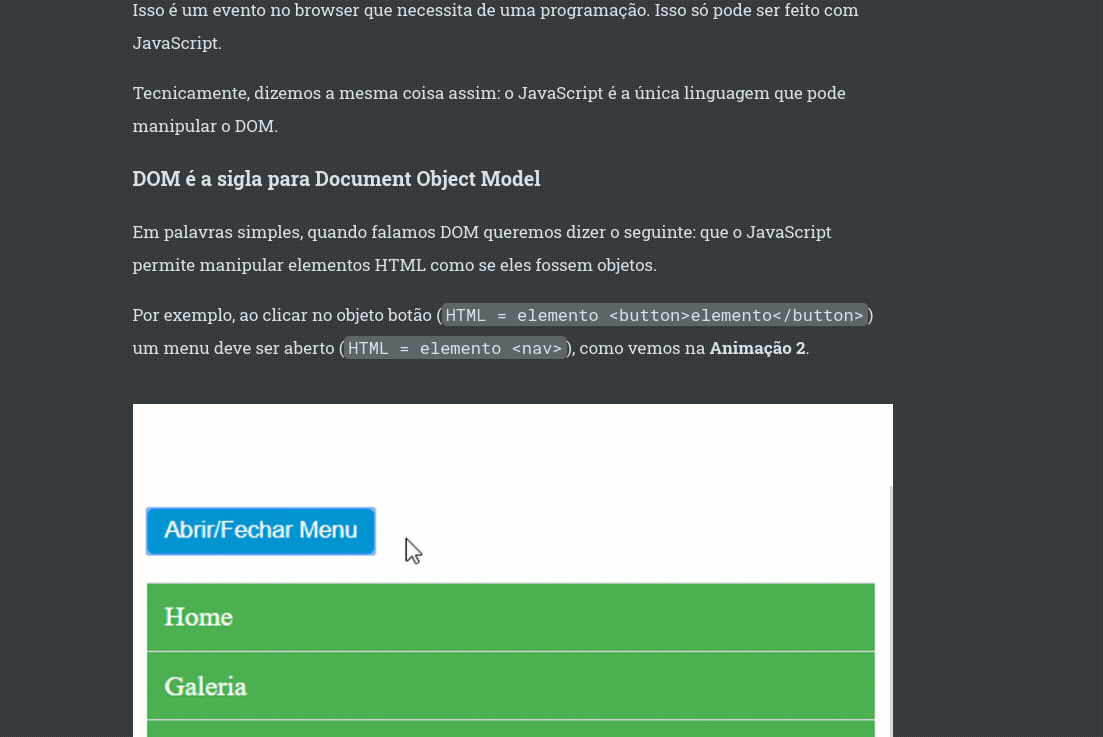 Isso é um evento no browser que necessita de uma programação. Isso só pode ser feito com
JavaScript.
Tecnicamente, dizemos a mesma coisa assim: o JavaScript é a única linguagem que pode
manipular o DOM.
DOM é a sigla para Document Object Model
Em palavras simples, quando falamos DOM queremos dizer o seguinte: que o JavaScript
permite manipular elementos HTML como se eles fossem objetos.
Por exemplo, ao clicar no objeto botão (HTML = elemento <button>elemento</button>)
um menu deve ser aberto (HTML = elemento <nav>), como vemos na Animação 2.
Abrir/Fechar Menu
Home
Galeria